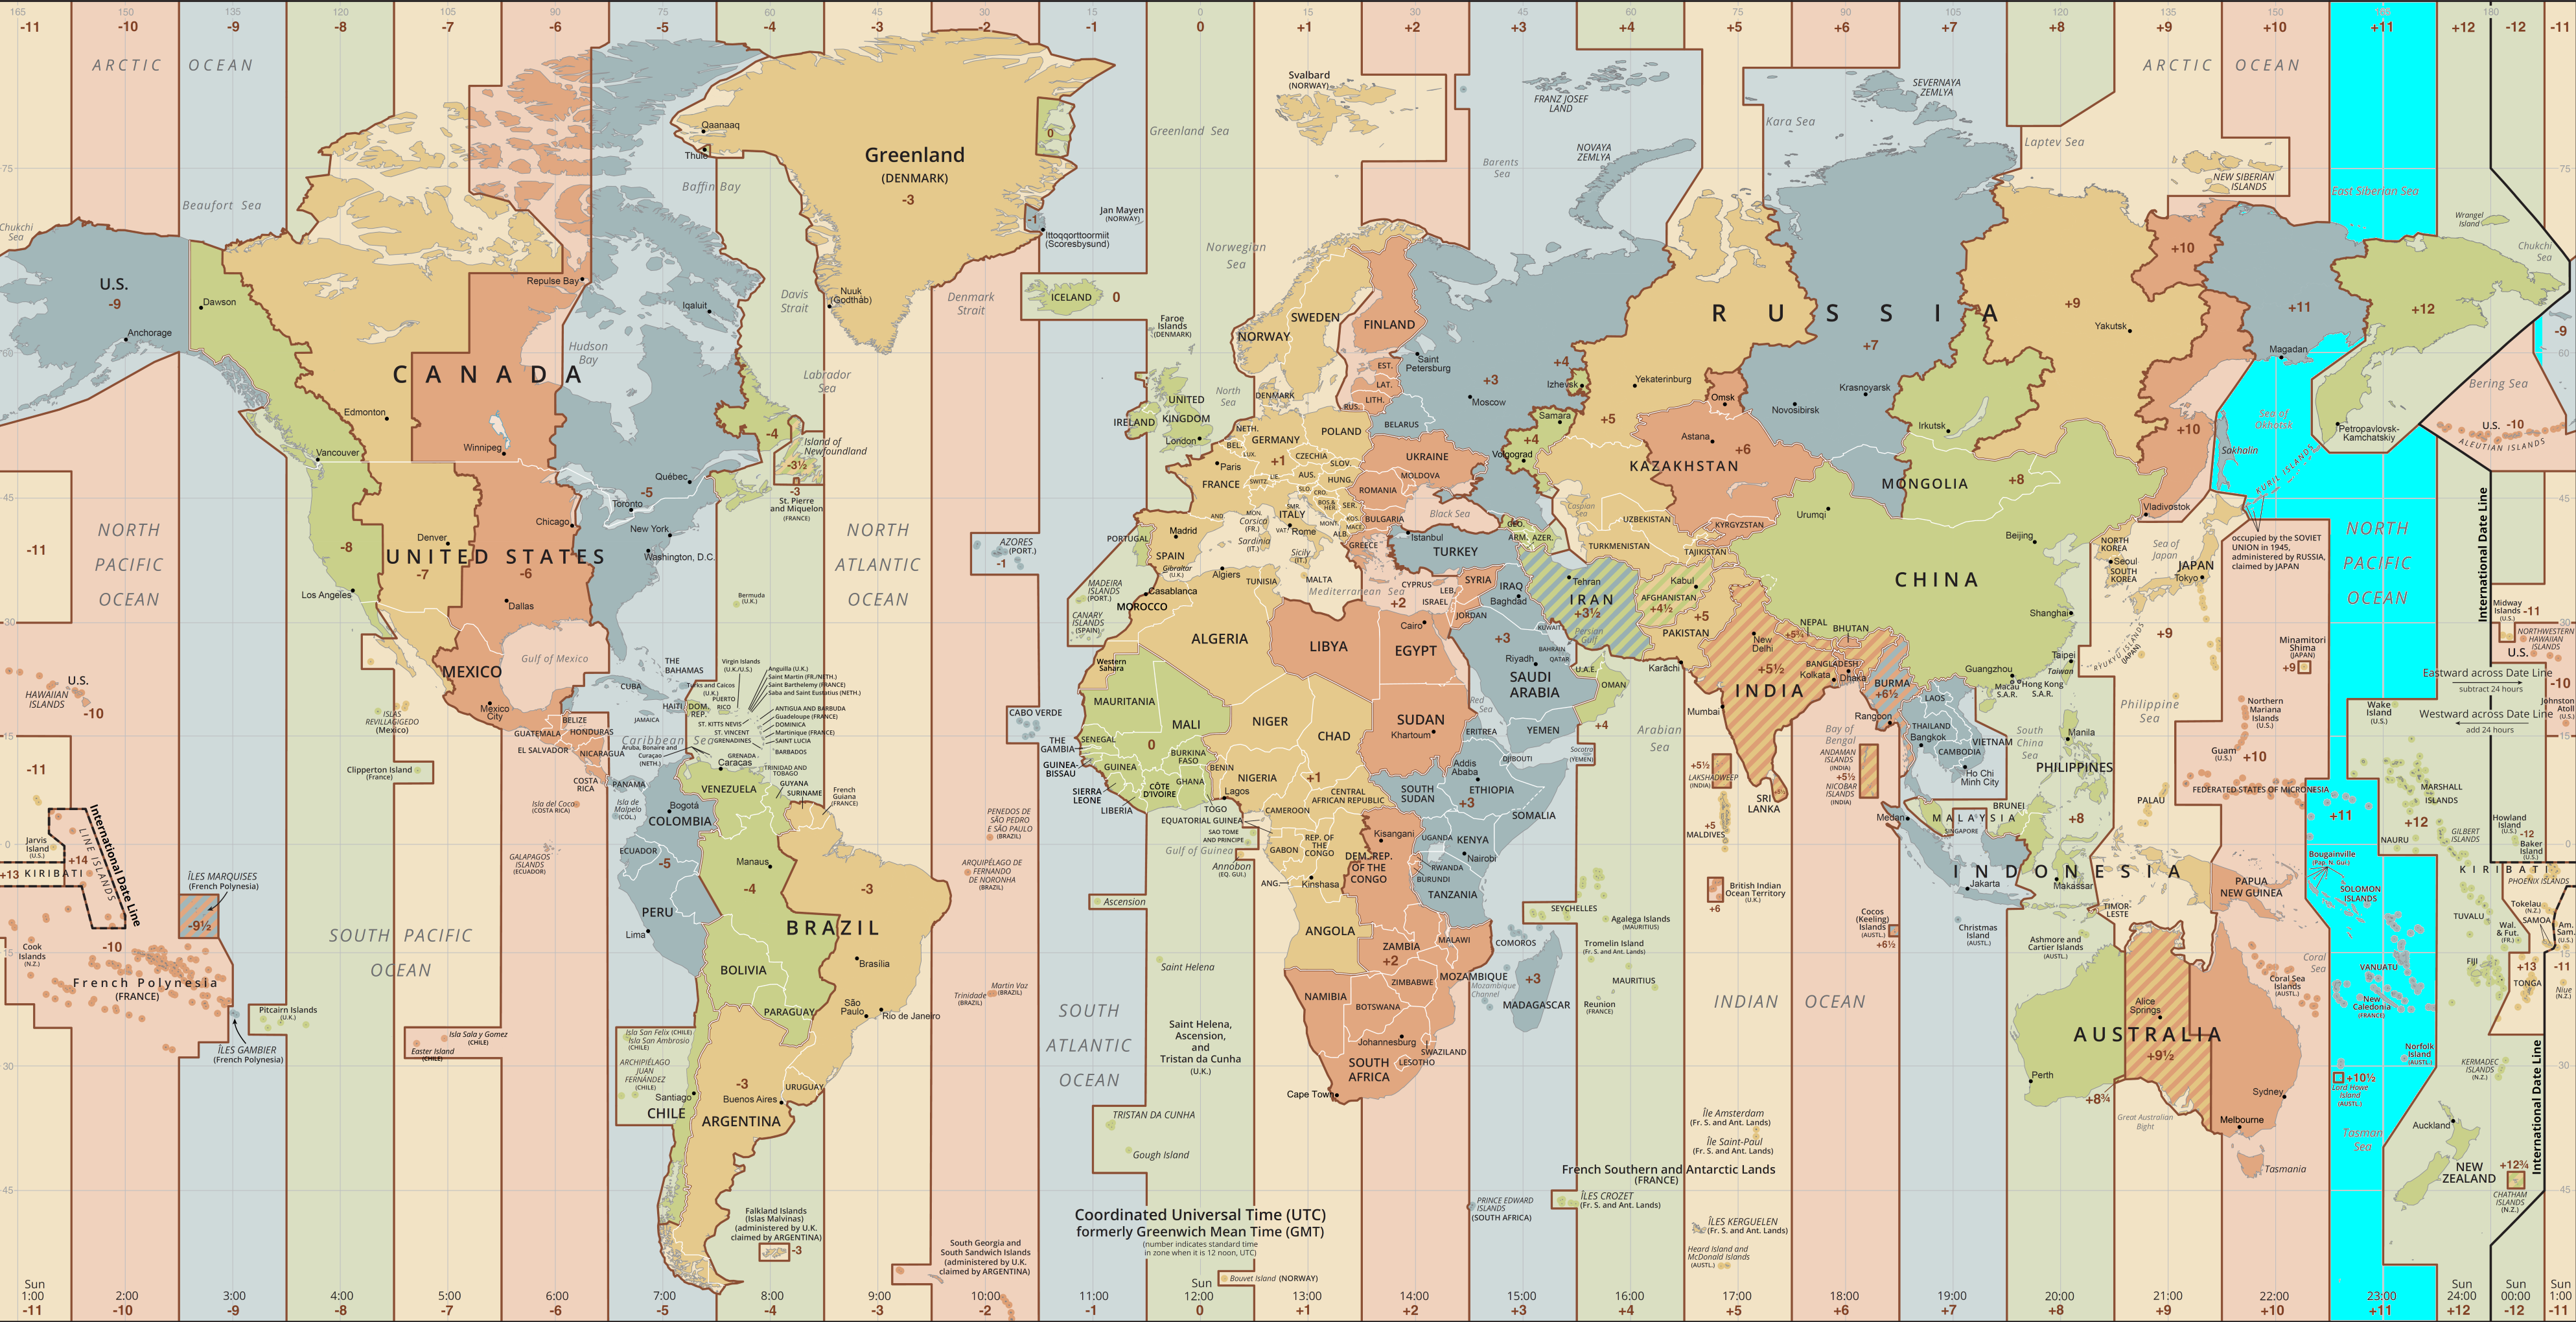 165 150 135 120 105 90 75 60 45 30 15 0 15 30 45 60 75 90 105 120 135 150 180
-11 -10 -9 -8 -7 -6 -5 -4 -3 -2 -1 0 +1 +2 +3 +4 +5 +6 +7 +8 +9 +10 +11 +12 -12 -11
ARCTIC OCEAN
ARCTIC OCEAN
Chukchi Sea
Beaufort Sea
Baffin Bay
Davis Strait
Labrador Sea
Hudson Bay
Denmark Strait
Greenland Sea
Norwegian Sea
North Sea
Barents Sea
Kara Sea
Laptev Sea
East Siberian Sea
Chukchi Sea
Bering Sea
Sea of Okhotsk
Wrangel Island
NEW SIBERIAN ISLANDS
SEVERNAYA ZEMLYA
FRANZ JOSEF LAND
NOVAYA ZEMLYA
Svalbard
(NORWAY)
Jan Mayen
(NORWAY)
Qaanaaq
Thule
Greenland
(DENMARK)
-3
0
-1
Ittoqqortoormiit
(Scoresbysund)
Nuuk
(Godthåb)
ICELAND 0
Faroe Islands
(DENMARK)
U.S.
-9
Anchorage
Dawson
CANADA
Repulse Bay
Iqaluit
Edmonton
Vancouver
Winnipeg
Québec
Toronto
-5
-4
-3½
Island of Newfoundland
-3
St. Pierre and Miquelon
(FRANCE)
UNITED STATES
-8
-7
-6
Denver
Chicago
New York
Washington, D.C.
Los Angeles
Dallas
Bermuda
(U.K.)
NORTH PACIFIC OCEAN
NORTH ATLANTIC OCEAN
AZORES
(PORT.)
-1
MADEIRA ISLANDS
(PORT.)
CANARY ISLANDS
(SPAIN)
MEXICO
Mexico City
Gulf of Mexico
ISLAS REVILLAGIGEDO
(Mexico)
Clipperton Island
(France)
U.S.
HAWAIIAN ISLANDS
-10
-11
-11
THE BAHAMAS
CUBA
JAMAICA
HAITI
DOM. REP.
PUERTO RICO
Virgin Islands
(U.K./U.S.)
Turks and Caicos
(U.K.)
Anguilla (U.K.)
Saint Martin (FR./NETH.)
Saint Barthelemy (FRANCE)
Saba and Saint Eustatius (NETH.)
ANTIGUA AND BARBUDA
Guadeloupe (FRANCE)
DOMINICA
Martinique (FRANCE)
SAINT LUCIA
BARBADOS
ST. KITTS NEVIS
ST. VINCENT
GRENADINES
GRENADA
TRINIDAD AND TOBAGO
Caribbean Sea
Aruba, Bonaire and Curaçao
(NETH.)
BELIZE
GUATEMALA
HONDURAS
EL SALVADOR
NICARAGUA
COSTA RICA
PANAMA
Isla del Coco
(COSTA RICA)
Isla de Malpelo
(COL.)
Caracas
VENEZUELA
GUYANA
SURINAME
French Guiana
(FRANCE)
Bogotá
COLOMBIA
ECUADOR
-5
GALAPAGOS ISLANDS
(ECUADOR)
PERU
Lima
Manaus
-4
-3
BRAZIL
BOLIVIA
Brasília
São Paulo
Rio de Janeiro
PARAGUAY
URUGUAY
-3
Buenos Aires
ARGENTINA
CHILE
Santiago
Isla San Felix (CHILE)
Isla San Ambrosio
(CHILE)
ARCHIPIÉLAGO JUAN FERNÁNDEZ
(CHILE)
Falkland Islands
(Islas Malvinas)
(administered by U.K.
claimed by ARGENTINA)
-3
South Georgia and
South Sandwich Islands
(administered by U.K.
claimed by ARGENTINA)
PENEDOS DE SÃO PEDRO E SÃO PAULO
(BRAZIL)
ARQUIPÉLAGO DE FERNANDO DE NORONHA
(BRAZIL)
Martin Vaz
(BRAZIL)
Trinidade
(BRAZIL)
SOUTH PACIFIC OCEAN
SOUTH ATLANTIC OCEAN
Jarvis Island
(U.S.)
International Date Line
LINE ISLANDS
+14
+13 KIRIBATI
ÎLES MARQUISES
(French Polynesia)
-9½
-10
Cook Islands
(N.Z.)
French Polynesia
(FRANCE)
ÎLES GAMBIER
(French Polynesia)
Pitcairn Islands
(U.K.)
Isla Sala y Gomez
(CHILE)
Easter Island
(CHILE)
NORWAY
SWEDEN
FINLAND
EST.
LAT.
LITH.
RUS.
DENMARK
UNITED KINGDOM
IRELAND
London
NETH.
BEL.
LUX.
GERMANY
POLAND
BELARUS
UKRAINE
MOLDOVA
CZECHIA
SLOV.
AUS.
HUNG.
ROMANIA
BULGARIA
SWITZ.
LIE.
SLO.
CRO.
BOS.& HER.
SER.
MONT.
KOS.
MACE.
ALB.
GREECE
FRANCE
Paris
+1
AND.
MON.
SMR.
VAT.
ITALY
Rome
Corsica
(FR.)
Sardinia
(IT.)
Sicily
(IT.)
MALTA
Madrid
SPAIN
PORTUGAL
Gibraltar
(U.K.)
Algiers
TUNISIA
Mediterranean Sea
+2
Black Sea
Istanbul
TURKEY
CYPRUS
SYRIA
LEB.
ISRAEL
JORDAN
IRAQ
Baghdad
GEO.
ARM.
AZER.
Casablanca
MOROCCO
Western Sahara
ALGERIA
LIBYA
EGYPT
Cairo
MAURITANIA
MALI
NIGER
CHAD
SUDAN
Khartoum
ERITREA
DJIBOUTI
CABO VERDE
SENEGAL
THE GAMBIA
GUINEA-BISSAU
GUINEA
SIERRA LEONE
LIBERIA
CÔTE D'IVOIRE
BURKINA FASO
GHANA
TOGO
BENIN
NIGERIA
Lagos
0
+1
CAMEROON
CENTRAL AFRICAN REPUBLIC
EQUATORIAL GUINEA
SAO TOME AND PRINCIPE
Gulf of Guinea
Annobon
(EQ. GUI.)
GABON
REP. OF THE CONGO
DEM. REP. OF THE CONGO
Kisangani
Kinshasa
ANG.
SOUTH SUDAN
Addis Ababa
ETHIOPIA
+3
SOMALIA
UGANDA
KENYA
Nairobi
RWANDA
BURUNDI
TANZANIA
ANGOLA
ZAMBIA
+2
MALAWI
MOZAMBIQUE
Mozambique Channel
ZIMBABWE
NAMIBIA
BOTSWANA
Johannesburg
SWAZILAND
LESOTHO
SOUTH AFRICA
Cape Town
COMOROS
+3
MADAGASCAR
SEYCHELLES
Agalega Islands
(MAURITIUS)
Tromelin Island
(Fr. S. and Ant. Lands)
MAURITIUS
Reunion
(FRANCE)
Ascension
Saint Helena
Saint Helena,
Ascension,
and
Tristan da Cunha
(U.K.)
TRISTAN DA CUNHA
Gough Island
Bouvet Island (NORWAY)
Coordinated Universal Time (UTC)
formerly Greenwich Mean Time (GMT)
(number indicates standard time
in zone when it is 12 noon, UTC)
RUSSIA
Saint Petersburg
Moscow
+3
+4
Izhevsk
Samara
+4
Volgograd
Yekaterinburg
+5
Omsk
Novosibirsk
Krasnoyarsk
+7
Irkutsk
+9
Yakutsk
+10
+11
Magadan
+12
Petropavlovsk-Kamchatskiy
+10
Sakhalin
KURIL ISLANDS
Vladivostok
occupied by the SOVIET
UNION in 1945,
administered by RUSSIA,
claimed by JAPAN
U.S. -10
ALEUTIAN ISLANDS
-9
KAZAKHSTAN
Astana
+6
Caspian Sea
UZBEKISTAN
TURKMENISTAN
KYRGYZSTAN
TAJIKISTAN
Tehran
IRAN
+3½
Kabul
AFGHANISTAN
+4½
PAKISTAN
+5
Karāchi
KUWAIT
Persian Gulf
BAHRAIN
QATAR
U.A.E.
OMAN
+4
+3
Riyadh
SAUDI ARABIA
Red Sea
YEMEN
Socotra
(YEMEN)
Arabian Sea
New Delhi
NEPAL
+5¾
BHUTAN
INDIA
+5½
Mumbai
BANGLADESH
Kolkata
Dhaka
BURMA
+6½
Rangoon
Bay of Bengal
+5½
LAKSHADWEEP
(INDIA)
ANDAMAN ISLANDS
(INDIA)
+5½
NICOBAR ISLANDS
(INDIA)
SRI LANKA
+5
MALDIVES
British Indian Ocean Territory
(U.K.)
+6
MONGOLIA
+8
Urumqi
CHINA
Beijing
Shanghai
Guangzhou
Macau S.A.R.
Hong Kong S.A.R.
Taipei
Taiwan
NORTH KOREA
Seoul
SOUTH KOREA
Sea of Japan
JAPAN
Tokyo
+9
RYUKYU ISLANDS
(JAPAN)
LAOS
THAILAND
Bangkok
CAMBODIA
VIETNAM
Ho Chi Minh City
South China Sea
Manila
PHILIPPINES
Philippine Sea
+8
BRUNEI
MALAYSIA
SINGAPORE
Medan
INDONESIA
Jakarta
Makassar
TIMOR-LESTE
PALAU
PAPUA NEW GUINEA
Cocos (Keeling) Islands
(AUSTL.)
+6½
Christmas Island
(AUSTL.)
Ashmore and Cartier Islands
(AUSTL.)
INDIAN OCEAN
AUSTRALIA
Alice Springs
+9½
Perth
+8¾
Great Australian Bight
Sydney
Melbourne
Tasmania
Coral Sea
Coral Sea Islands
(AUSTL.)
Tasman Sea
+10½
Lord Howe Island
(AUSTL.)
Norfolk Island
(AUSTL.)
New Caledonia
(FRANCE)
VANUATU
SOLOMON ISLANDS
Bougainville
(Pap. N. Gui.)
+11
FEDERATED STATES OF MICRONESIA
Guam
(U.S.)
+10
Northern Mariana Islands
(U.S.)
Minamitori Shima
(JAPAN)
+9
NORTH PACIFIC OCEAN
International Date Line
Midway Islands
(U.S.)
-11
NORTHWESTERN HAWAIIAN ISLANDS
U.S.
-10
Eastward across Date Line
subtract 24 hours
Westward across Date Line
add 24 hours
Wake Island
(U.S.)
Johnston Atoll
(U.S.)
MARSHALL ISLANDS
+12
NAURU
GILBERT ISLANDS
Howland Island
(U.S.)
-12
Baker Island
(U.S.)
KIRIBATI
PHOENIX ISLANDS
TUVALU
Tokelau
(N.Z.)
SAMOA
Am. Sam.
(U.S.)
Wal. & Fut.
(FR.)
FIJI
+13
TONGA
-11
Niue
(N.Z.)
KERMADEC ISLANDS
(N.Z.)
International Date Line
Auckland
NEW ZEALAND
+12¾
CHATHAM ISLANDS
(N.Z.)
Île Amsterdam
(Fr. S. and Ant. Lands)
Île Saint-Paul
(Fr. S. and Ant. Lands)
French Southern and Antarctic Lands
(FRANCE)
PRINCE EDWARD ISLANDS
(SOUTH AFRICA)
ÎLES CROZET
(Fr. S. and Ant. Lands)
ÎLES KERGUELEN
(Fr. S. and Ant. Lands)
Heard Island and McDonald Islands
(AUSTL.)
Sun Sun Sun Sun Sun
1:00 2:00 3:00 4:00 5:00 6:00 7:00 8:00 9:00 10:00 11:00 12:00 13:00 14:00 15:00 16:00 17:00 18:00 19:00 20:00 21:00 22:00 23:00 24:00 00:00 1:00
-11 -10 -9 -8 -7 -6 -5 -4 -3 -2 -1 0 +1 +2 +3 +4 +5 +6 +7 +8 +9 +10 +11 +12 -12 -11